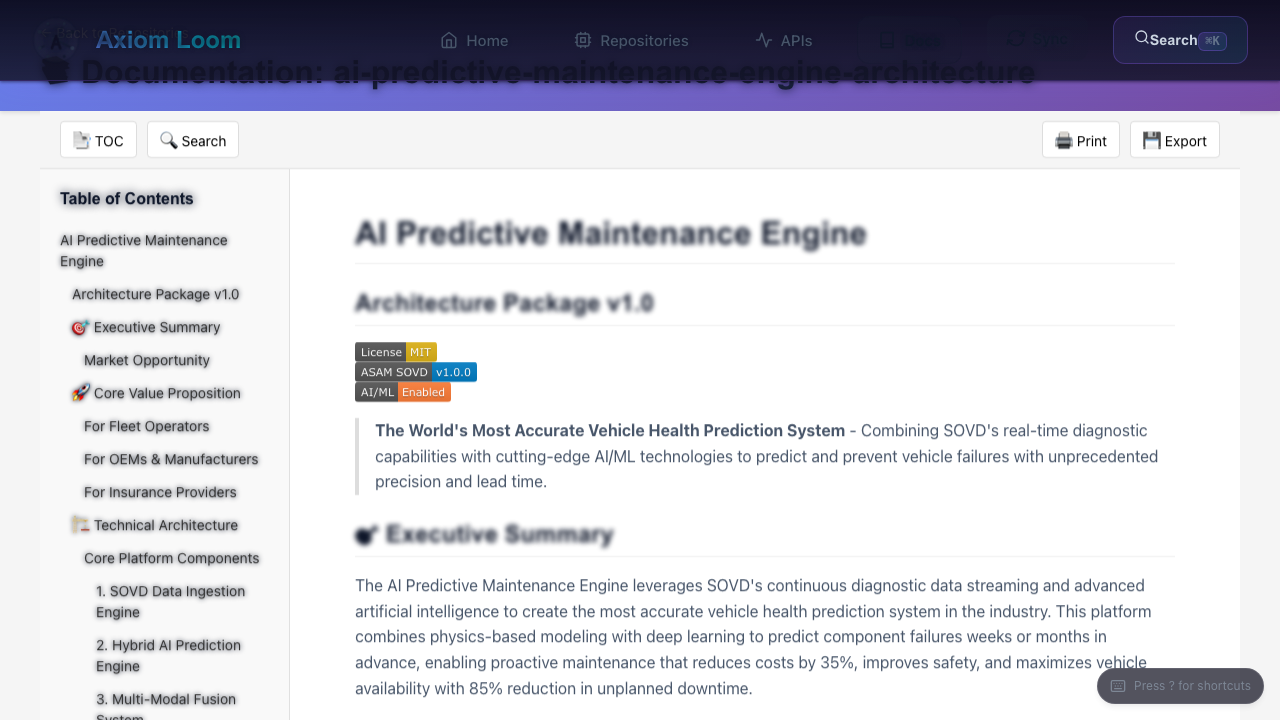 Axiom Loom
Home
Repositories
APIs
Search ⌘K
Documentation: ai-predictive-maintenance-engine-architecture
TOC
Search
Print
Export
Table of Contents
AI Predictive Maintenance
Engine
Architecture Package v1.0
🎯 Executive Summary
Market Opportunity
🚀 Core Value Proposition
For Fleet Operators
For OEMs & Manufacturers
For Insurance Providers
🏗️ Technical Architecture
Core Platform Components
1. SOVD Data Ingestion
Engine
2. Hybrid AI Prediction
Engine
3. Multi-Modal Fusion
System
AI Predictive Maintenance Engine
Architecture Package v1.0
License MIT
ASAM SOVD v1.0.0
AI/ML Enabled
The World's Most Accurate Vehicle Health Prediction System - Combining SOVD's real-time diagnostic
capabilities with cutting-edge AI/ML technologies to predict and prevent vehicle failures with unprecedented
precision and lead time.
Executive Summary
The AI Predictive Maintenance Engine leverages SOVD's continuous diagnostic data streaming and advanced
artificial intelligence to create the most accurate vehicle health prediction system in the industry. This platform
combines physics-based modeling with deep learning to predict component failures weeks or months in
advance, enabling proactive maintenance that reduces costs by 35%, improves safety, and maximizes vehicle
availability with 85% reduction in unplanned downtime.
Press ? for shortcuts